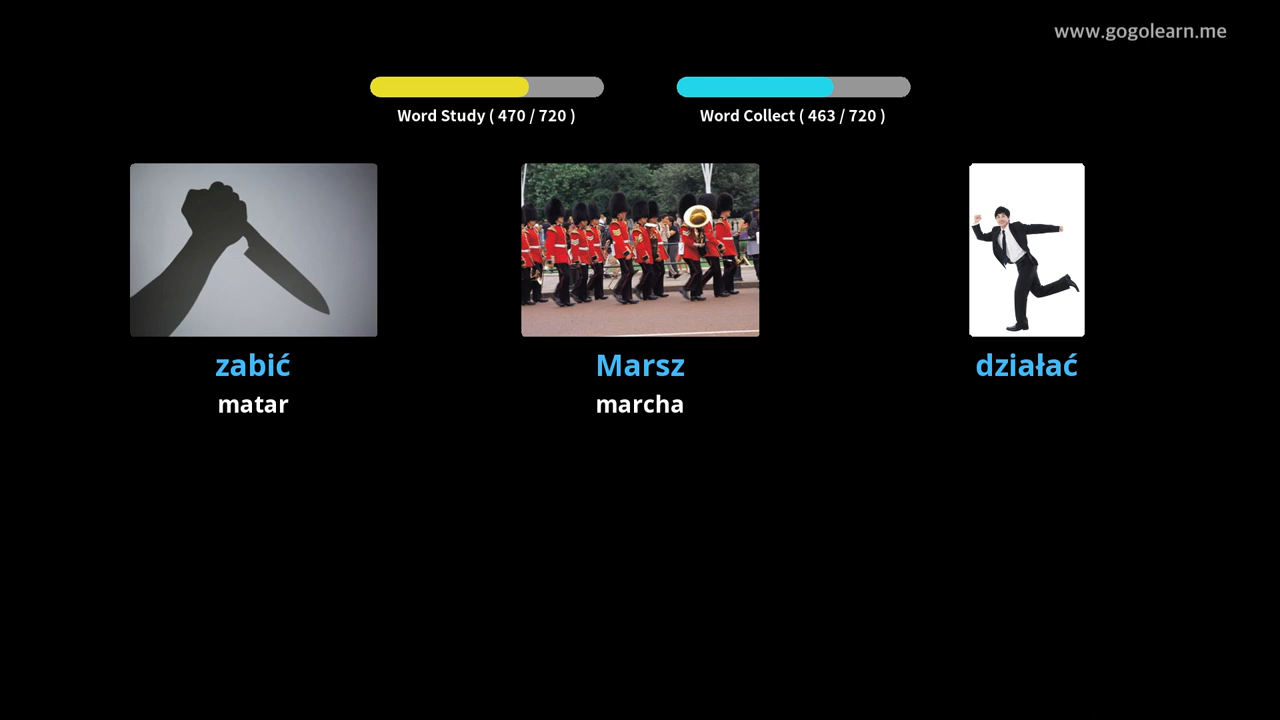 www.gogolearn.me
Word Study ( 470 / 720 )
Word Collect ( 463 / 720 )
zabić
Marsz
działać
matar
marcha